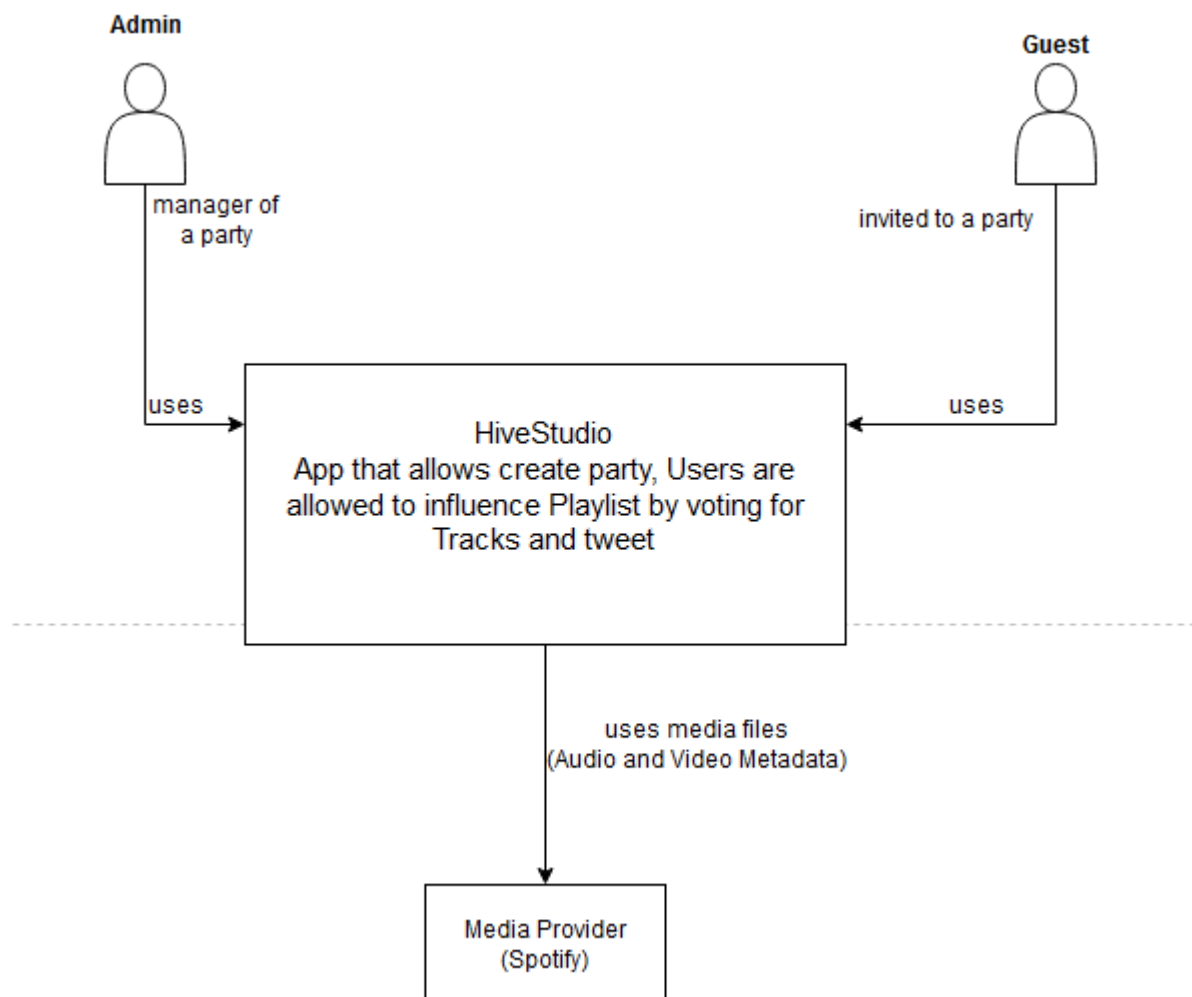 Admin
Guest
manager of
a party
invited to a party
uses
uses
HiveStudio
App that allows create party, Users are
allowed to influence Playlist by voting for
Tracks and tweet
uses media files
(Audio and Video Metadata)
Media Provider
(Spotify)